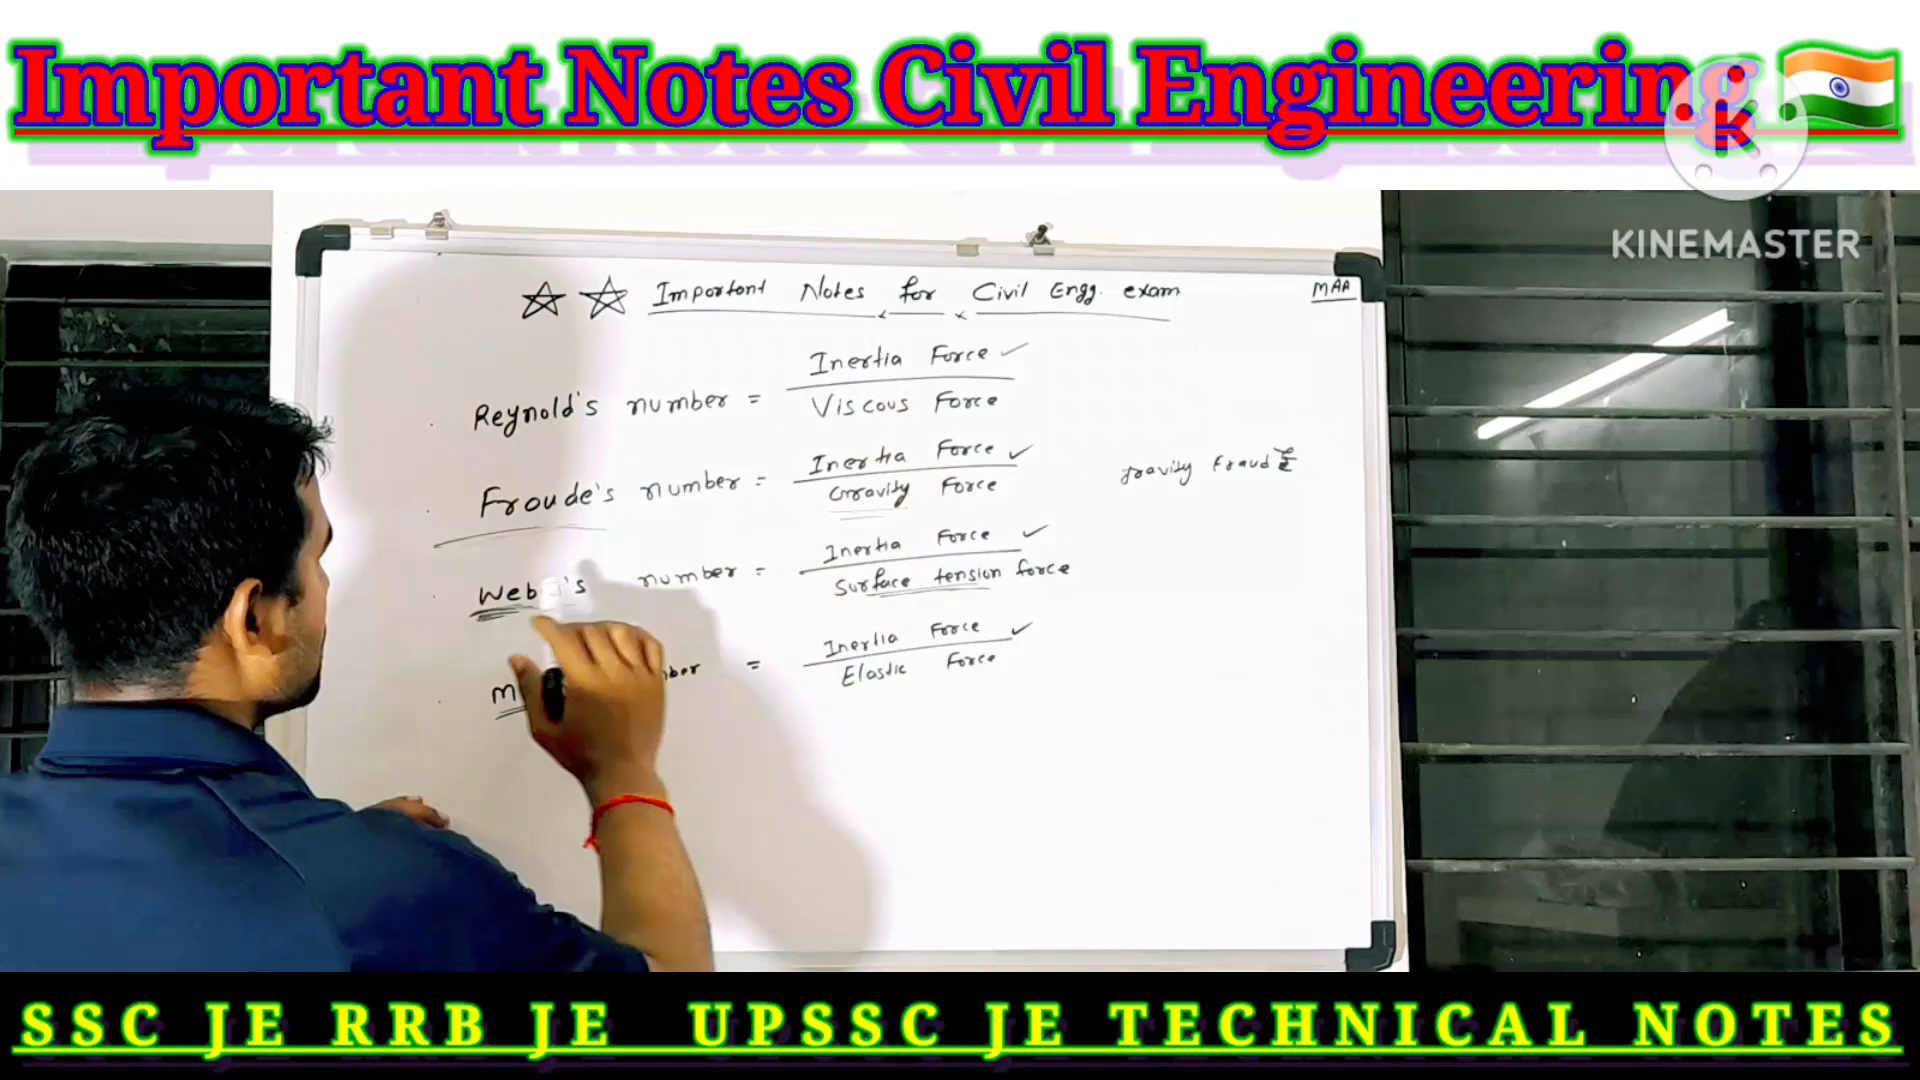 Important Notes Civil Engineering
K
KINEMASTER
Important Notes for Civil Engg. exam
MAA
Reynold's number = Inertia Force
Viscous Force
Froude's number = Inertia Force
Gravity Force
gravity Fraud है
number = Inertia Force
Surface tension force
= Inertia Force
Elastic Force
SSC JE RRB JE UPSSC JE TECHNICAL NOTES